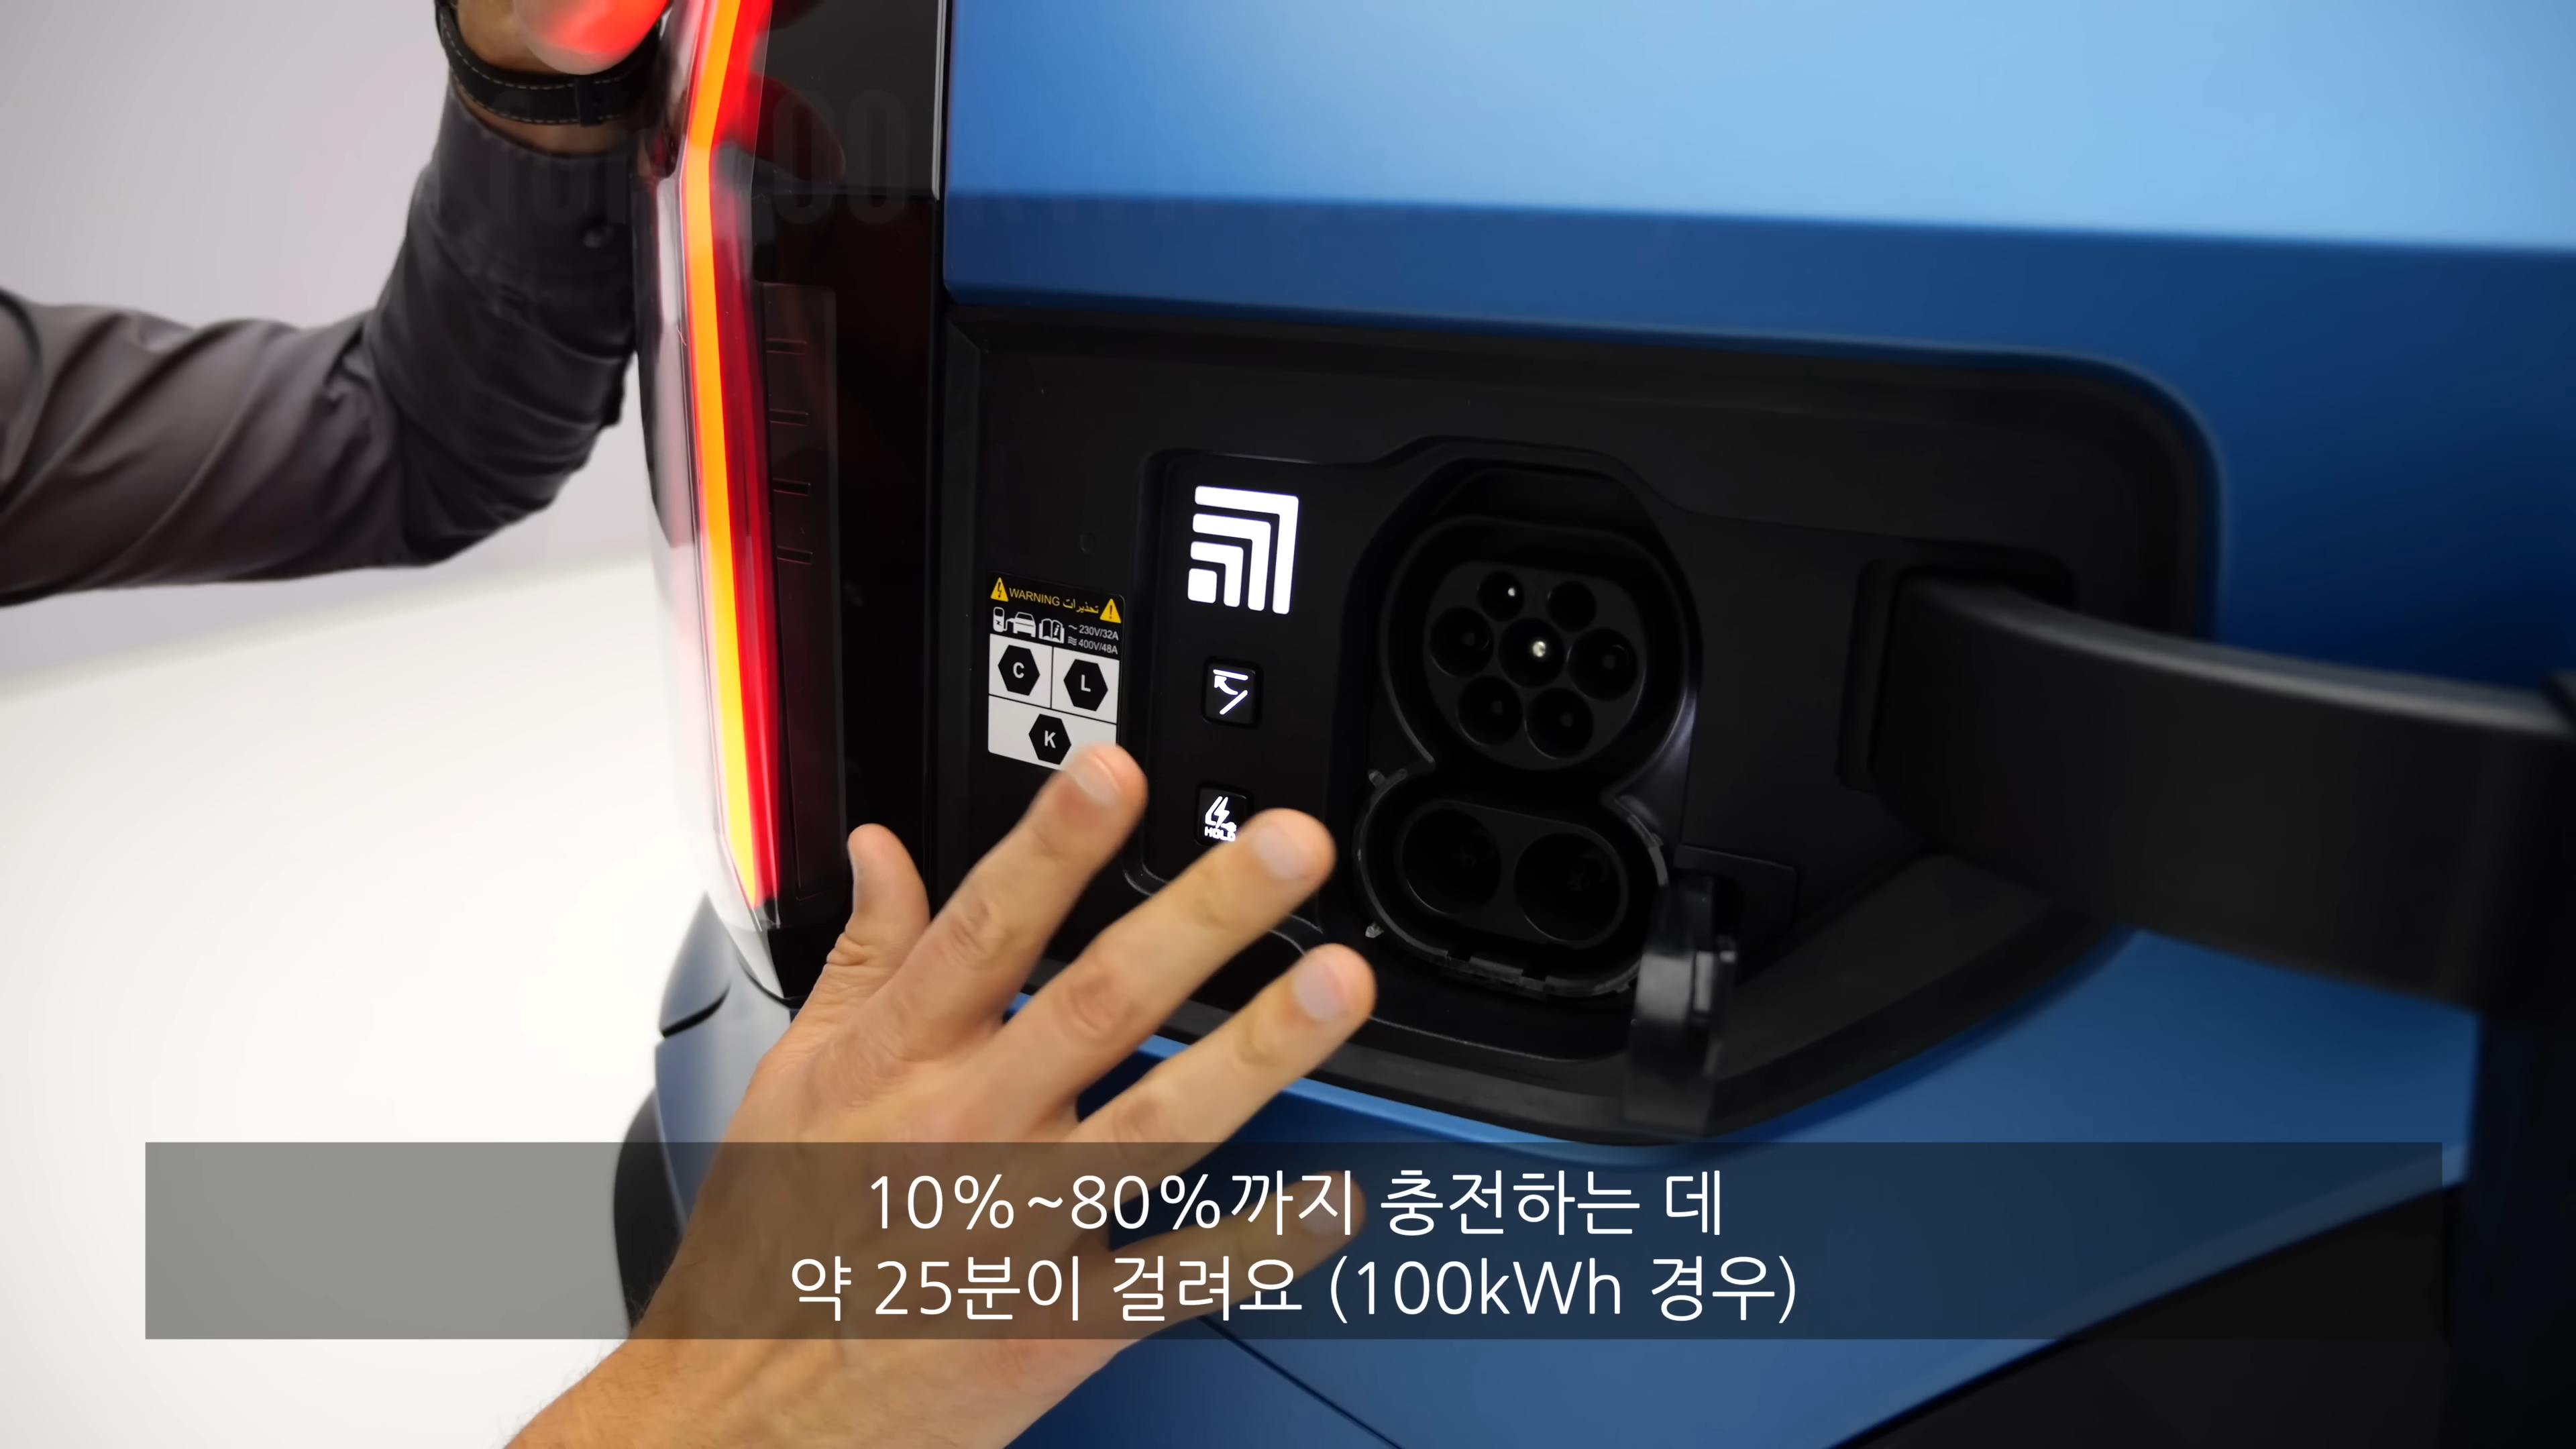 WARNING تحذيرات
~ 230V/32A
≋ 400V/48A
C
L
K
HOLD
10%~80%까지 충전하는 데
약 25분이 걸려요 (100kWh 경우)